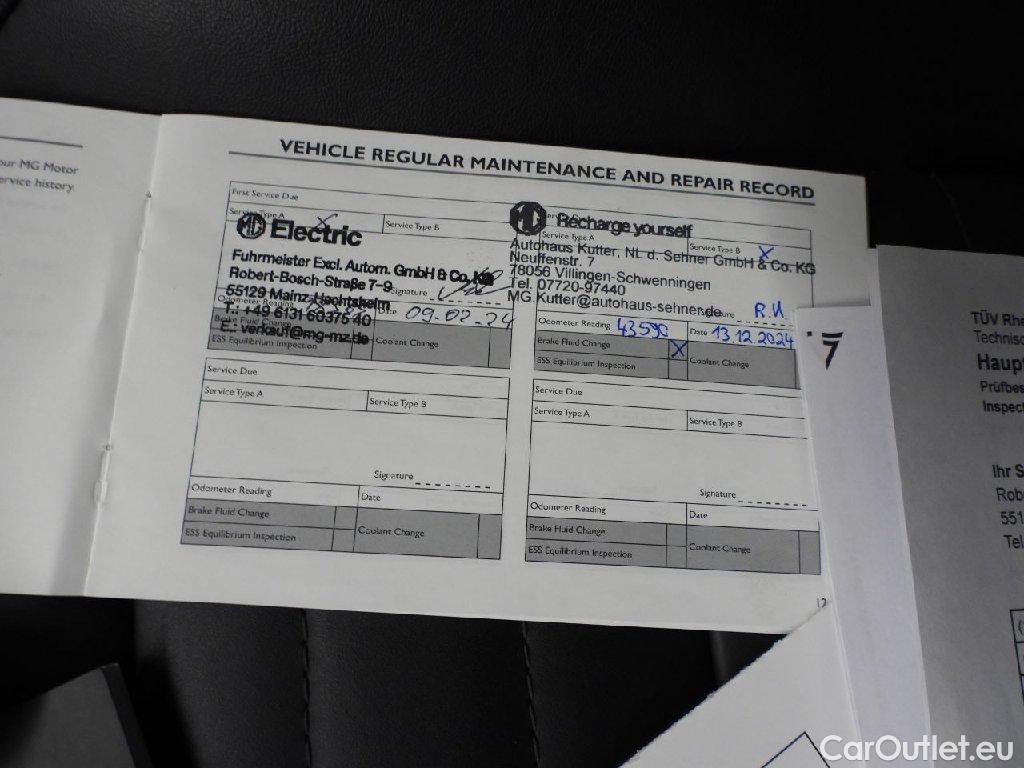 our MG Motor
ervice history.
VEHICLE REGULAR MAINTENANCE AND REPAIR RECORD
First Service Due
Service Type A X
Service Type B
MG Electric
Fuhrmeister Excl. Autom. GmbH & Co. KG
Robert-Bosch-Straße 7-9
55129 Mainz-Hechtsheim
T.: +49 6131 60375 40
E.: verkauf@mg-mz.de
Signature
Odometer Reading
Date 09.02.24
Brake Fluid Change
ESS Equilibrium Inspection
Coolant Change
MG Recharge yourself
Service Type A
Service Type B X
Autohaus Kutter, NL d. Sehner GmbH & Co. KG
Neuffenstr. 7
78056 Villingen-Schwenningen
Tel. 07720-97440
MG.Kutter@autohaus-sehner.de
Signature
Odometer Reading
Date 13.12.2024
Brake Fluid Change X
ESS Equilibrium Inspection
Coolant Change
Service Due
Service Type A
Service Type B
Signature
Odometer Reading
Date
Brake Fluid Change
ESS Equilibrium Inspection
Coolant Change
Service Due
Service Type A
Service Type B
Signature
Odometer Reading
Date
Brake Fluid Change
ESS Equilibrium Inspection
Coolant Change
TÜV Rhe
Technisc
Haupt
Prüfbes
Inspect
Ihr S
Robe
551
Tel
CarOutlet.eu